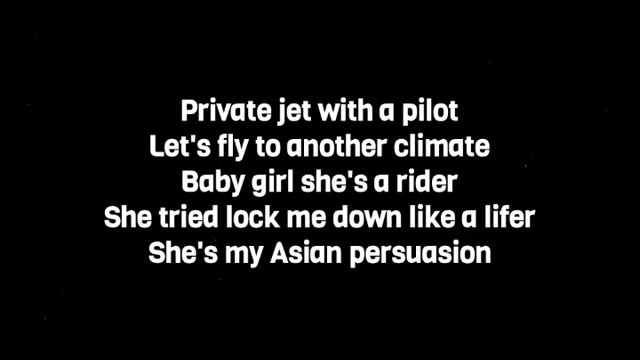 Private jet with a pilot
Let's fly to another climate
Baby girl she's a rider
She tried lock me down like a lifer
She's my Asian persuasion